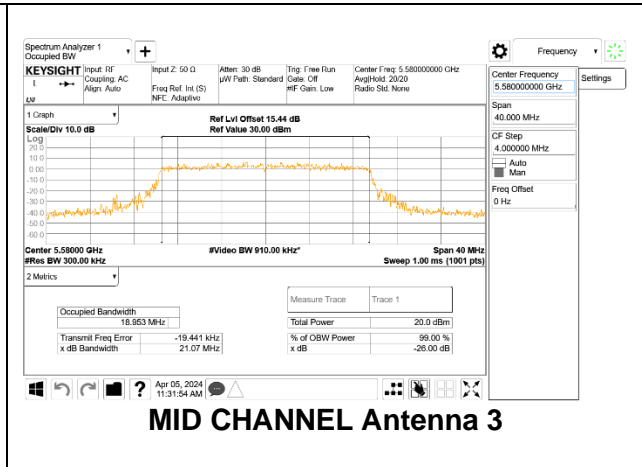 Spectrum Analyzer 1
Occupied BW
+
Frequency
KEYSIGHT
Input: RF
Coupling: AC
Align: Auto
Input Z: 50 Ω
Freq Ref: Int (S)
NFE: Adaptive
Atten: 30 dB
µW Path: Standard
Trig: Free Run
Gate: Off
#IF Gain: Low
Center Freq: 5.580000000 GHz
Avg|Hold: 20/20
Radio Std: None
L
Center Frequency
5.580000000 GHz
Settings
Span
40.000 MHz
CF Step
4.000000 MHz
Auto
Man
Freq Offset
0 Hz
1 Graph
Scale/Div 10.0 dB
Ref Lvl Offset 15.44 dB
Ref Value 30.00 dBm
Log
20.0
10.0
0.00
-10.0
-20.0
-30.0
-40.0
-50.0
-60.0
Center 5.58000 GHz
#Video BW 910.00 kHz*
Span 40 MHz
#Res BW 300.00 kHz
Sweep 1.00 ms (1001 pts)
2 Metrics
Measure Trace
Trace 1
Occupied Bandwidth
18.953 MHz
Total Power
20.0 dBm
Transmit Freq Error
-19.441 kHz
% of OBW Power
99.00 %
x dB Bandwidth
21.07 MHz
x dB
-26.00 dB
?
Apr 05, 2024
11:31:54 AM
MID CHANNEL Antenna 3